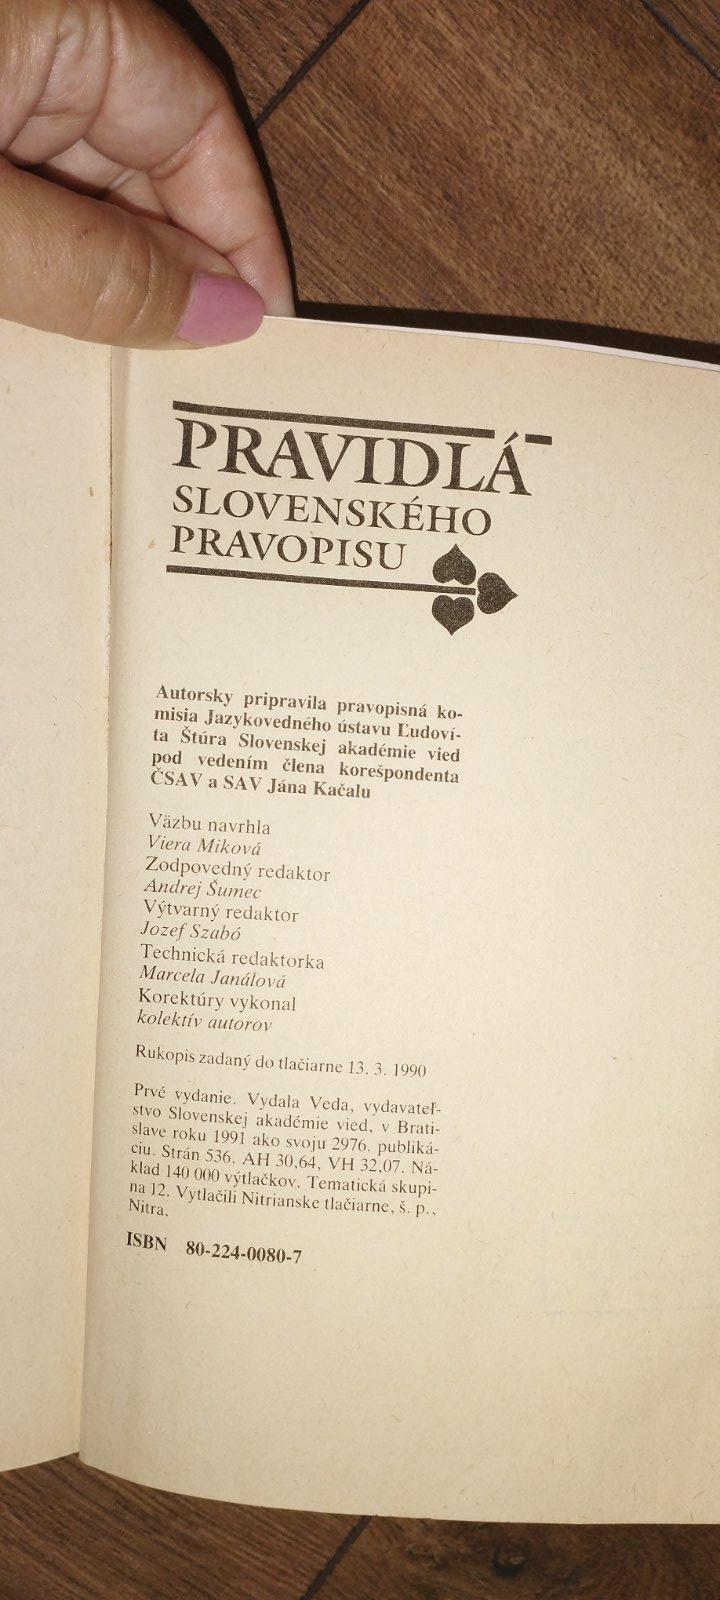 PRAVIDLÁ
SLOVENSKÉHO
PRAVOPISU
Autorsky pripravila pravopisná ko-
misia Jazykovedného ústavu Ľudoví-
ta Štúra Slovenskej akadémie vied
pod vedením člena korešpondenta
ČSAV a SAV Jána Kačalu
Väzbu navrhla
Viera Miková
Zodpovedný redaktor
Andrej Šumec
Výtvarný redaktor
Jozef Szabó
Technická redaktorka
Marcela Janálová
Korektúry vykonal
kolektív autorov
Rukopis zadaný do tlačiarne 13. 3. 1990
Prvé vydanie. Vydala Veda, vydavateľ-
stvo Slovenskej akadémie vied, v Brati-
slave roku 1991 ako svoju 2976. publiká-
ciu. Strán 536. AH 30,64, VH 32,07. Ná-
klad 140 000 výtlačkov. Tematická skupi-
na 12. Vytlačili Nitrianske tlačiarne, š. p.,
Nitra.
ISBN 80-224-0080-7